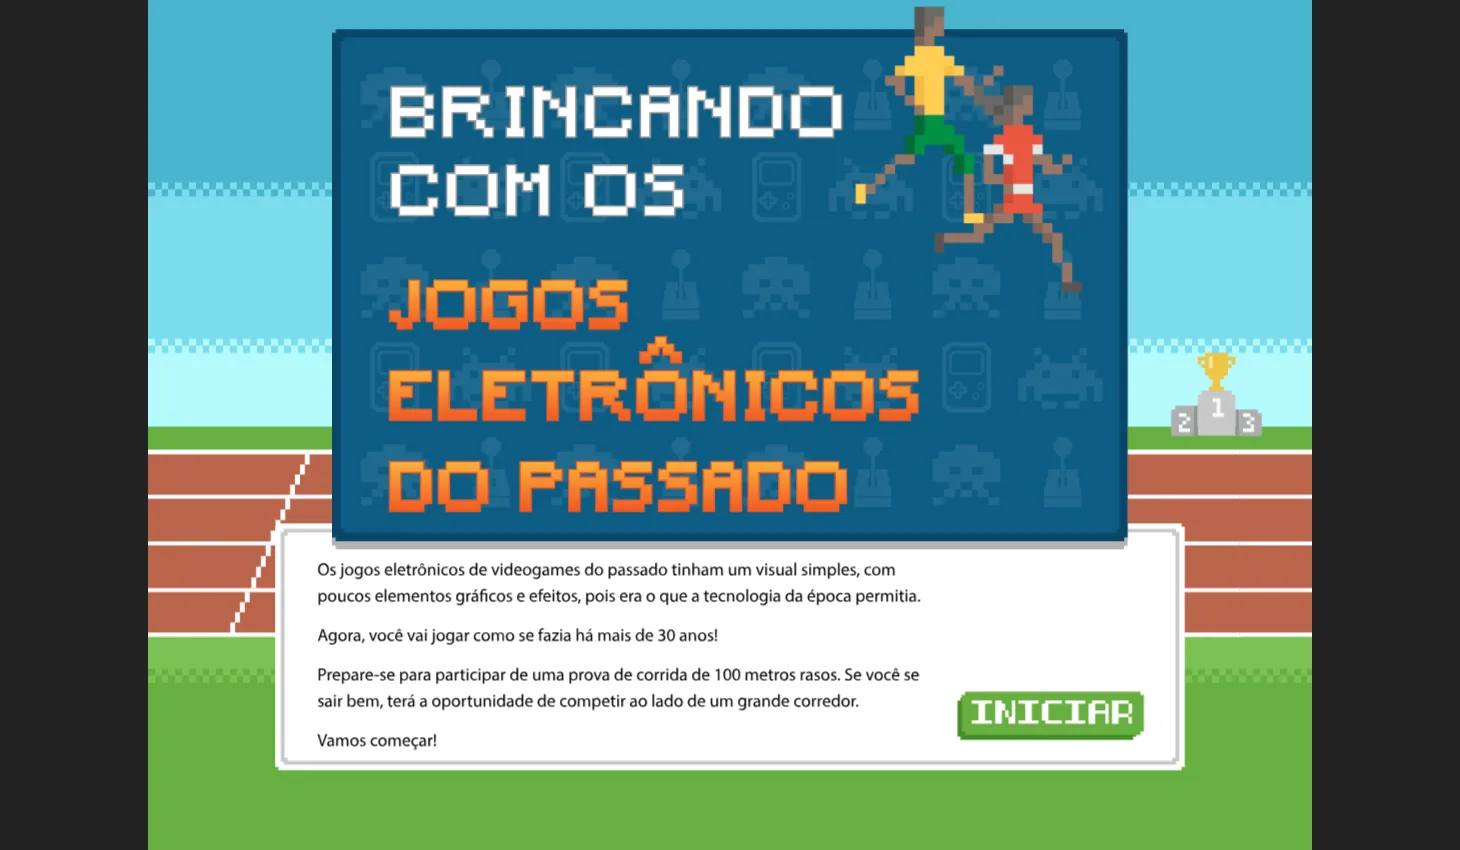 BRINCANDO
COM OS
JOGOS
ELETRÔNICOS
DO PASSADO
1
2
3
Os jogos eletrônicos de videogames do passado tinham um visual simples, com
poucos elementos gráficos e efeitos, pois era o que a tecnologia da época permitia.
Agora, você vai jogar como se fazia há mais de 30 anos!
Prepare-se para participar de uma prova de corrida de 100 metros rasos. Se você se
sair bem, terá a oportunidade de competir ao lado de um grande corredor.
Vamos começar!
INICIAR